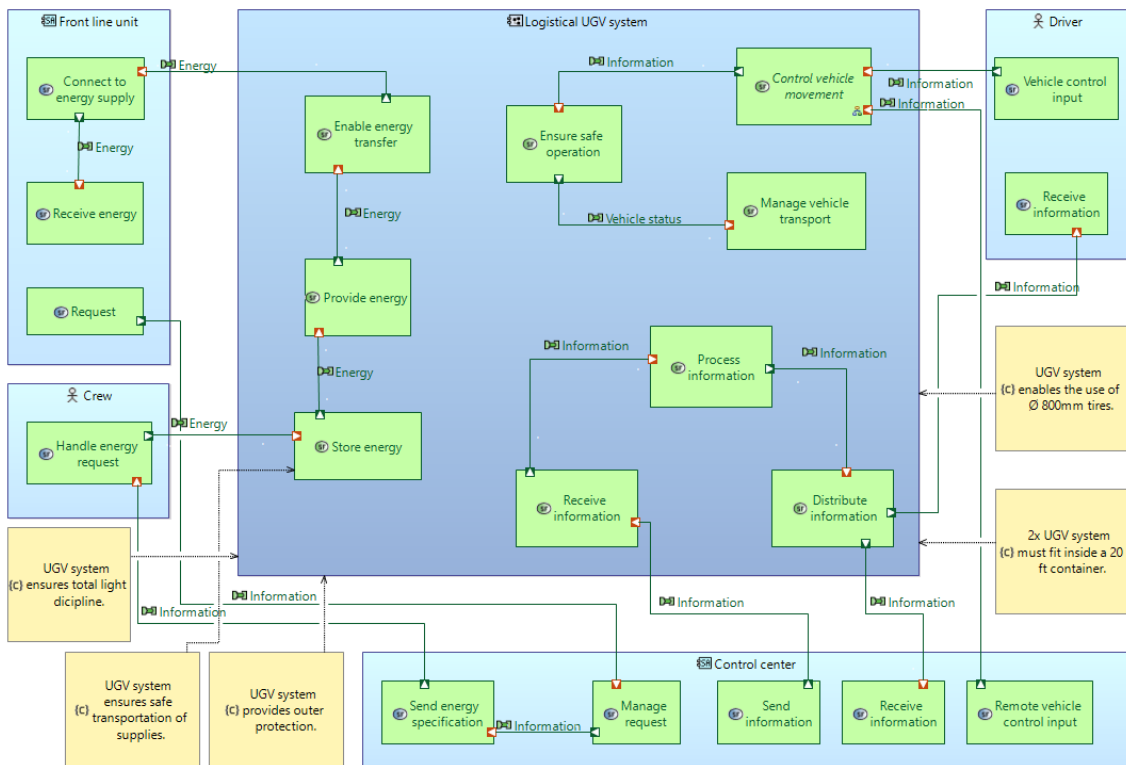 Front line unit
Connect to
energy supply
Energy
Receive energy
Request
Energy
Crew
Handle energy
request
Energy
Logistical UGV system
Enable energy
transfer
Energy
Provide energy
Energy
Store energy
Information
Control vehicle
movement
Ensure safe
operation
Vehicle status
Manage vehicle
transport
Information
Process
information
Information
Receive
information
Distribute
information
Driver
Vehicle control
input
Information
Information
Receive
information
Information
UGV system
(c) enables the use of
Ø 800mm tires.
2x UGV system
(c) must fit inside a 20
ft container.
UGV system
(c) ensures total light
dicipline.
UGV system
ensures safe
(c) transportation of
supplies.
UGV system
(c) provides outer
protection.
Information
Information
Information
Information
Information
Control center
Send energy
specification
Information
Manage
request
Send
information
Receive
information
Remote vehicle
control input